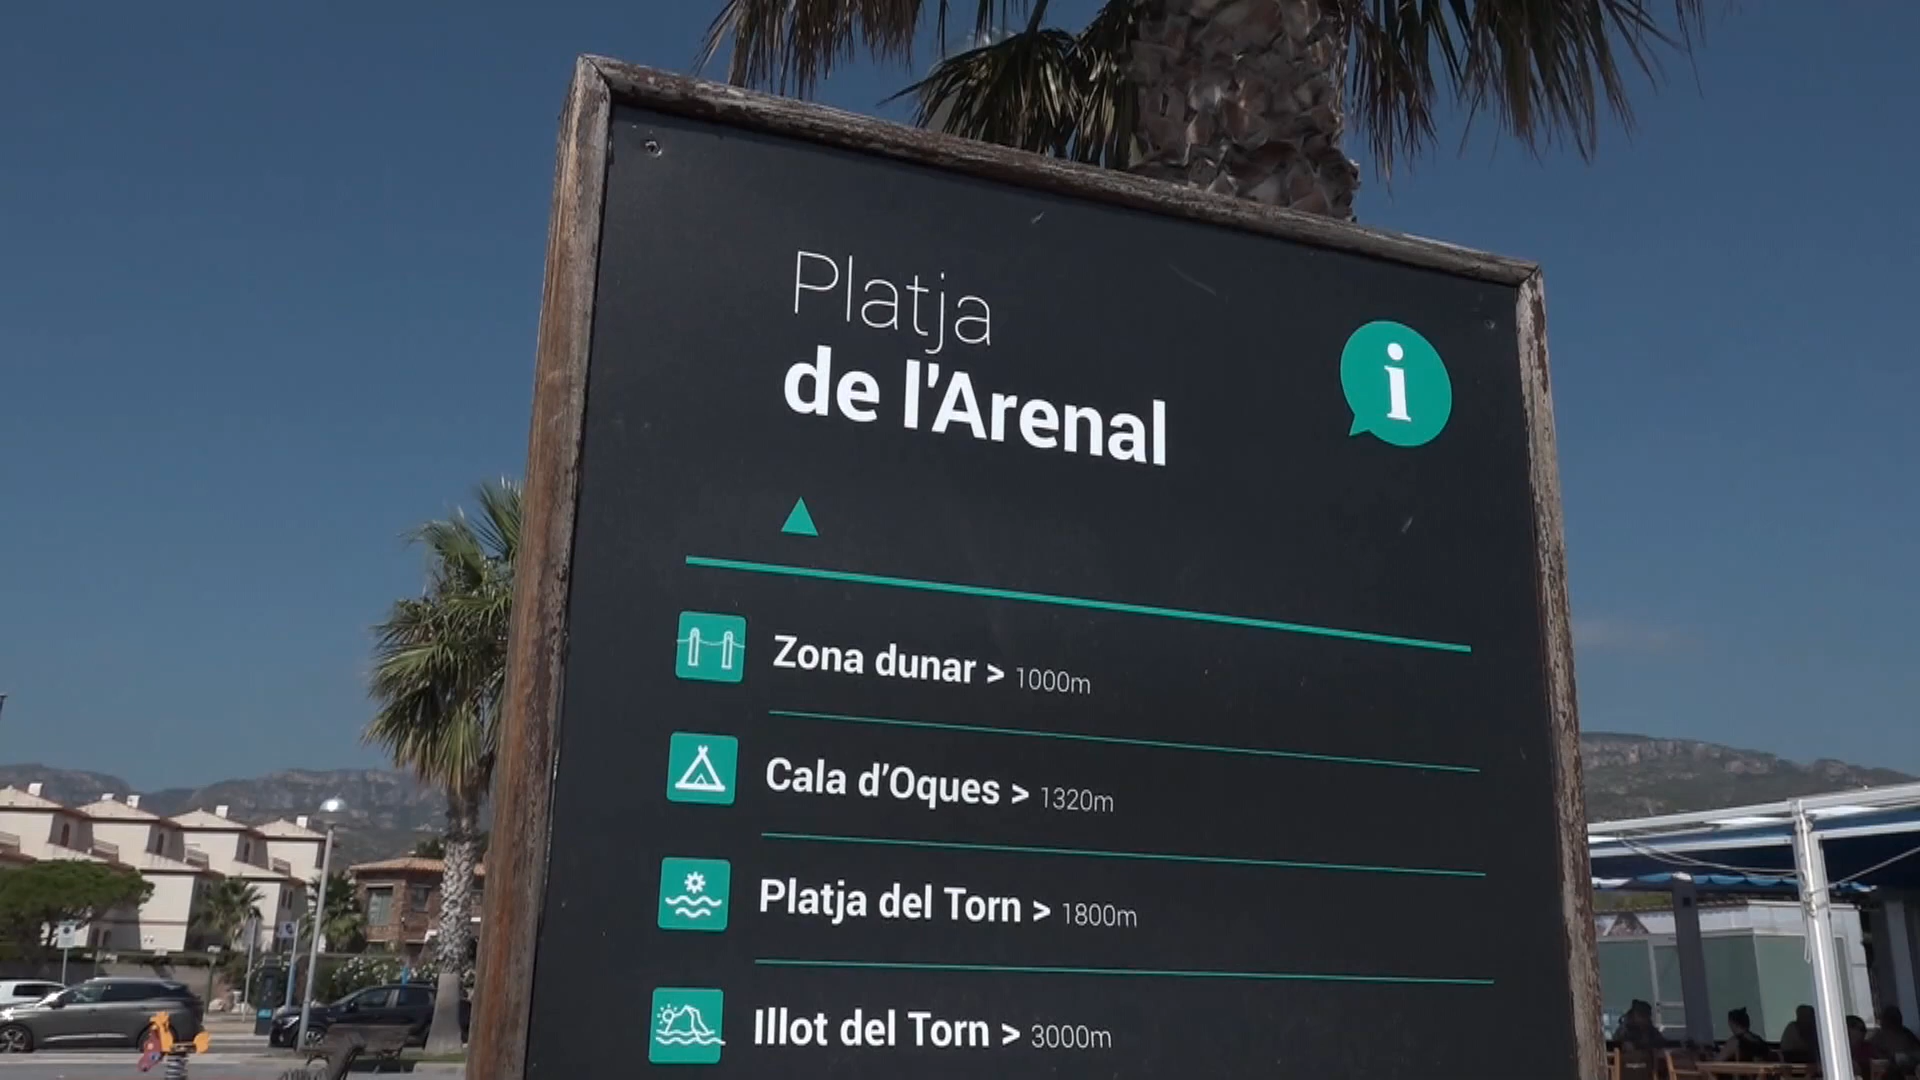 Platja
de l'Arenal
i
Zona dunar > 1000m
Cala d'Oques > 1320m
Platja del Torn > 1800m
Illot del Torn > 3000m